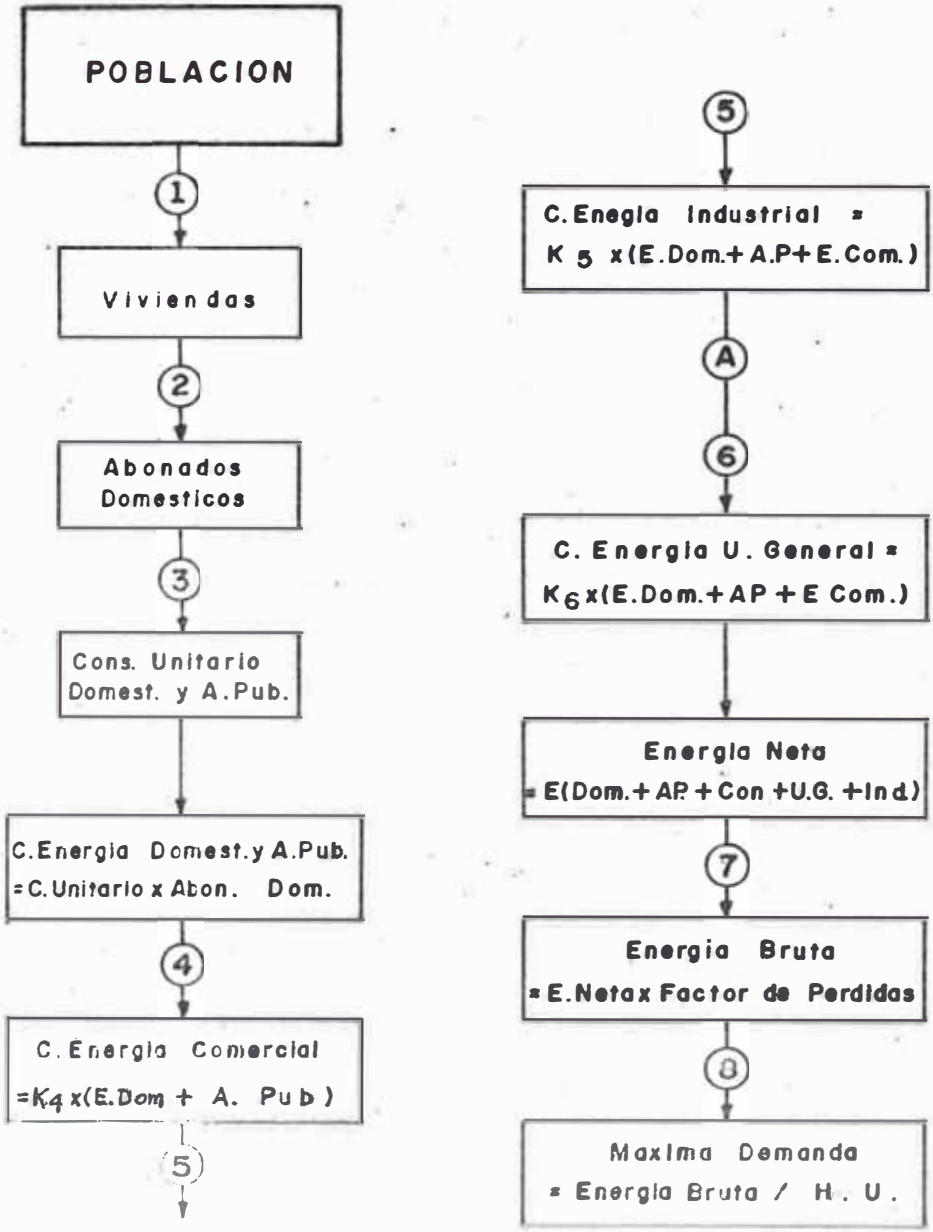 POBLACION
1
Viviendas
2
Abonados
Domesticos
3
Cons. Unitario
Domest. y A.Pub.
C.Energia Domest.y A.Pub.
=C.Unitario x Abon. Dom.
4
C.Energia Comercial
=K4 x(E.Dom + A. Pub)
5
5
C.Enegia Industrial =
K 5 x(E.Dom.+ A.P+ E.Com.)
A
6
C. Energia U. General =
K6x(E.Dom.+ AP + E Com.)
Energia Neta
= E(Dom.+ AP.+ Con +U.G. +Ind.)
7
Energia Bruta
= E.Neta x Factor de Perdidas
8
Maxima Demanda
= Energia Bruta / H. U.